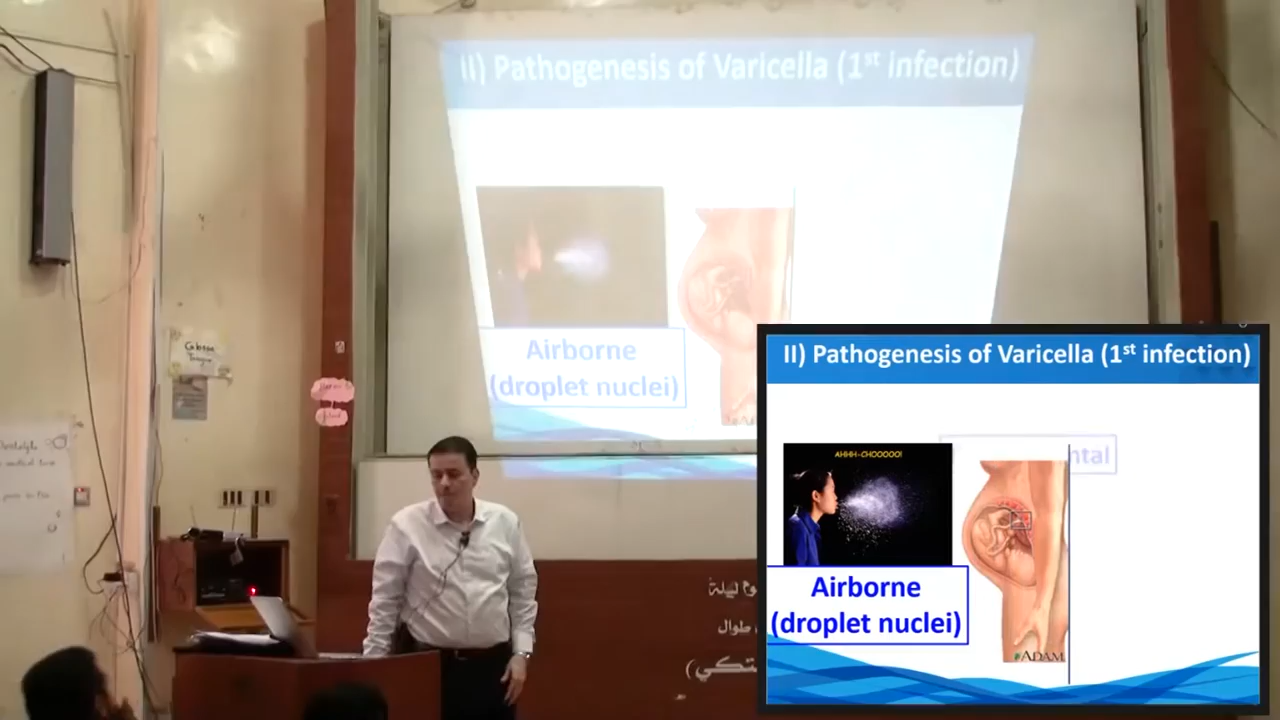 II) Pathogenesis of Varicella (1st infection)
Airborne
(droplet nuclei)
طوال
II) Pathogenesis of Varicella (1st infection)
AHHH-CHOOOOO!
ntal
Airborne
(droplet nuclei)
ADAM